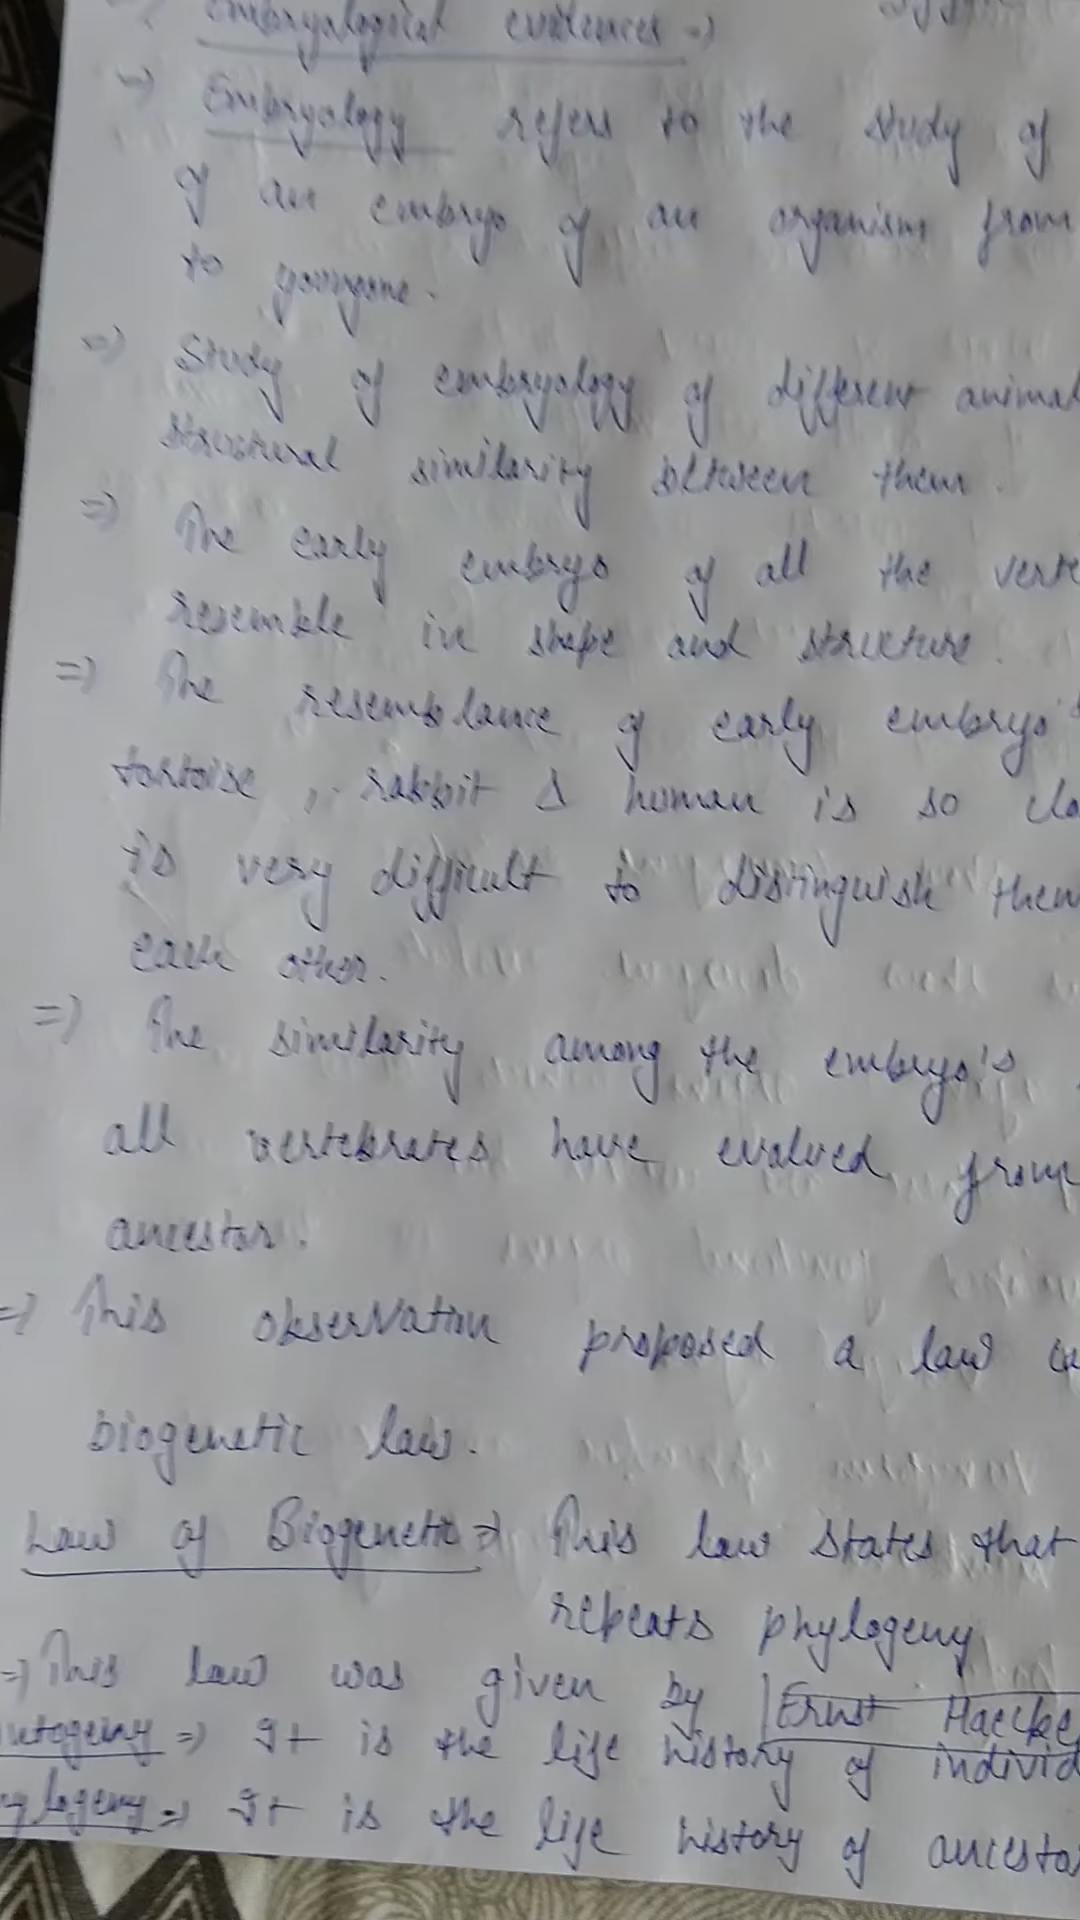 Embryological evidences =>
=> Embryology refers to the study of
of an embryo of an organism from
to youngone.
=> Study of embryology of different animal
structural similarity between them.
=> The early embryo of all the verte
resemble in shape and structure.
=> The resemblance of early embryo's
tortoise, rabbit & human is so clo
is very difficult to distinguish them
each other.
=> The similarity among the embryo's
all vertebrates have evolved from
ancestor.
=> This observation proposed a law ca
biogenetic law.
Law of Biogenetic => This law states that
repeats phylogeny
=> This law was given by Ernst Haecke
ntogeny => It is the life history of individ
ylogeny => It is the life history of ancesto